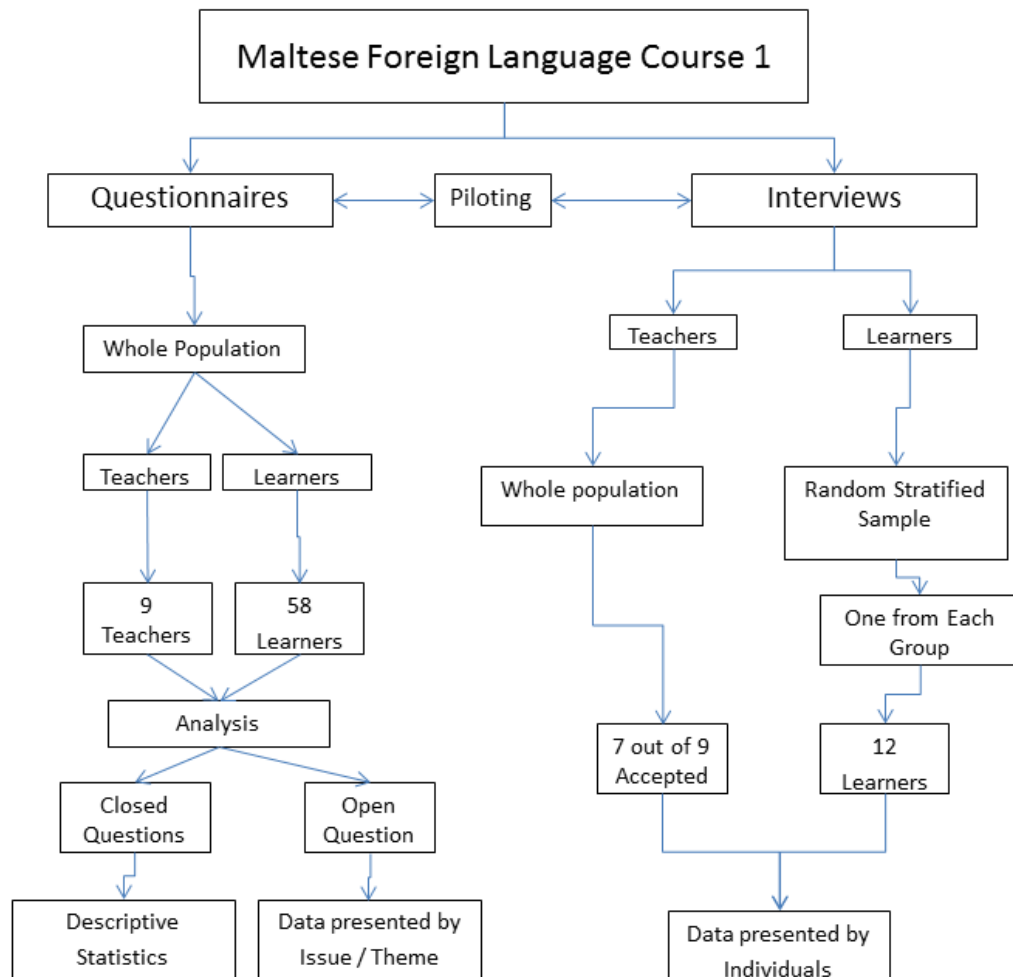 Maltese Foreign Language Course 1
Questionnaires
Piloting
Interviews
Teachers
Learners
Whole Population
Teachers
Learners
Whole population
Random Stratified
Sample
9
Teachers
58
Learners
One from Each
Group
Analysis
7 out of 9
Accepted
12
Learners
Closed
Questions
Open
Question
Descriptive
Statistics
Data presented by
Issue / Theme
Data presented by
Individuals